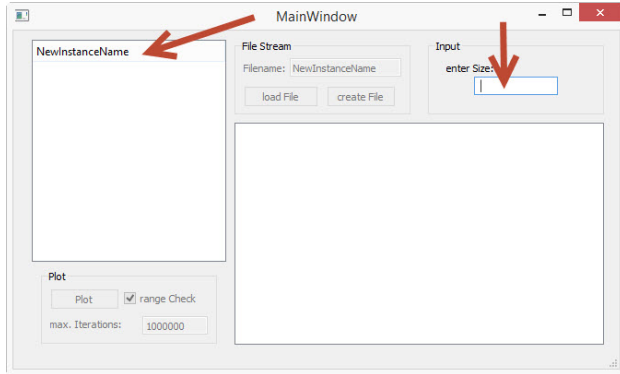 MainWindow
NewInstanceName
File Stream
Filename: NewInstanceName
load File create File
Input
enter Size:
Plot
Plot range Check
max. Iterations: 1000000